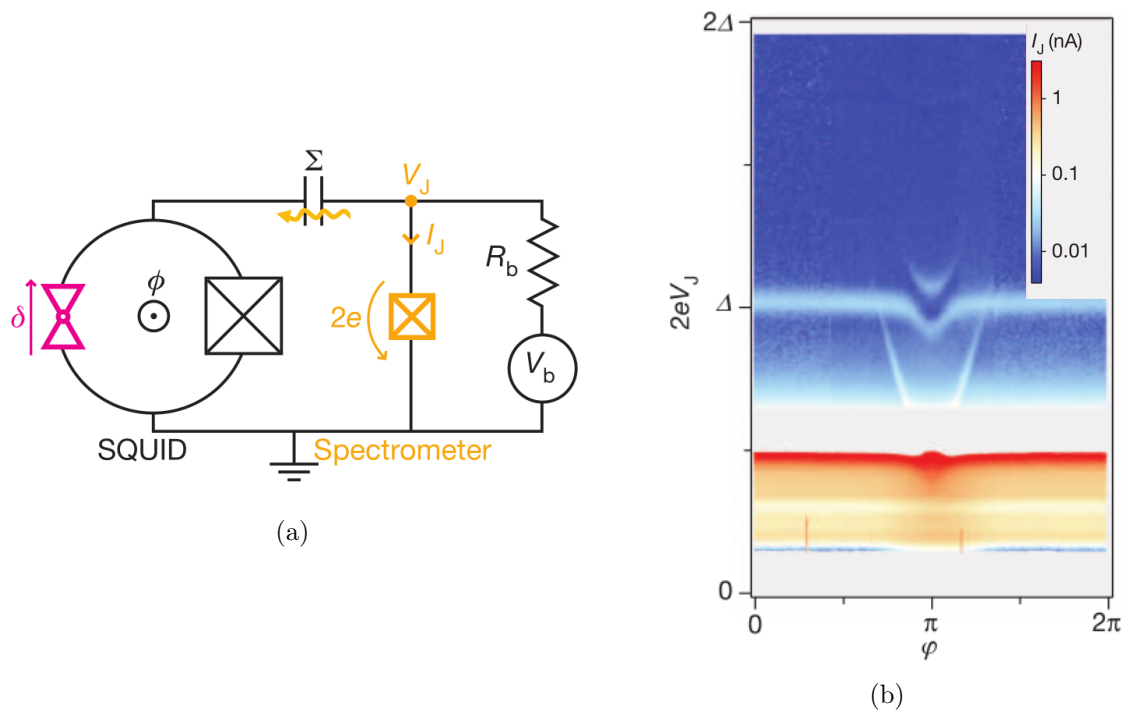 Σ
V_J
I_J
R_b
ϕ
δ
2e
V_b
SQUID
Spectrometer
(a)
2Δ
I_J (nA)
1
0.1
0.01
2eV_J
Δ
0
0
π
2π
φ
(b)